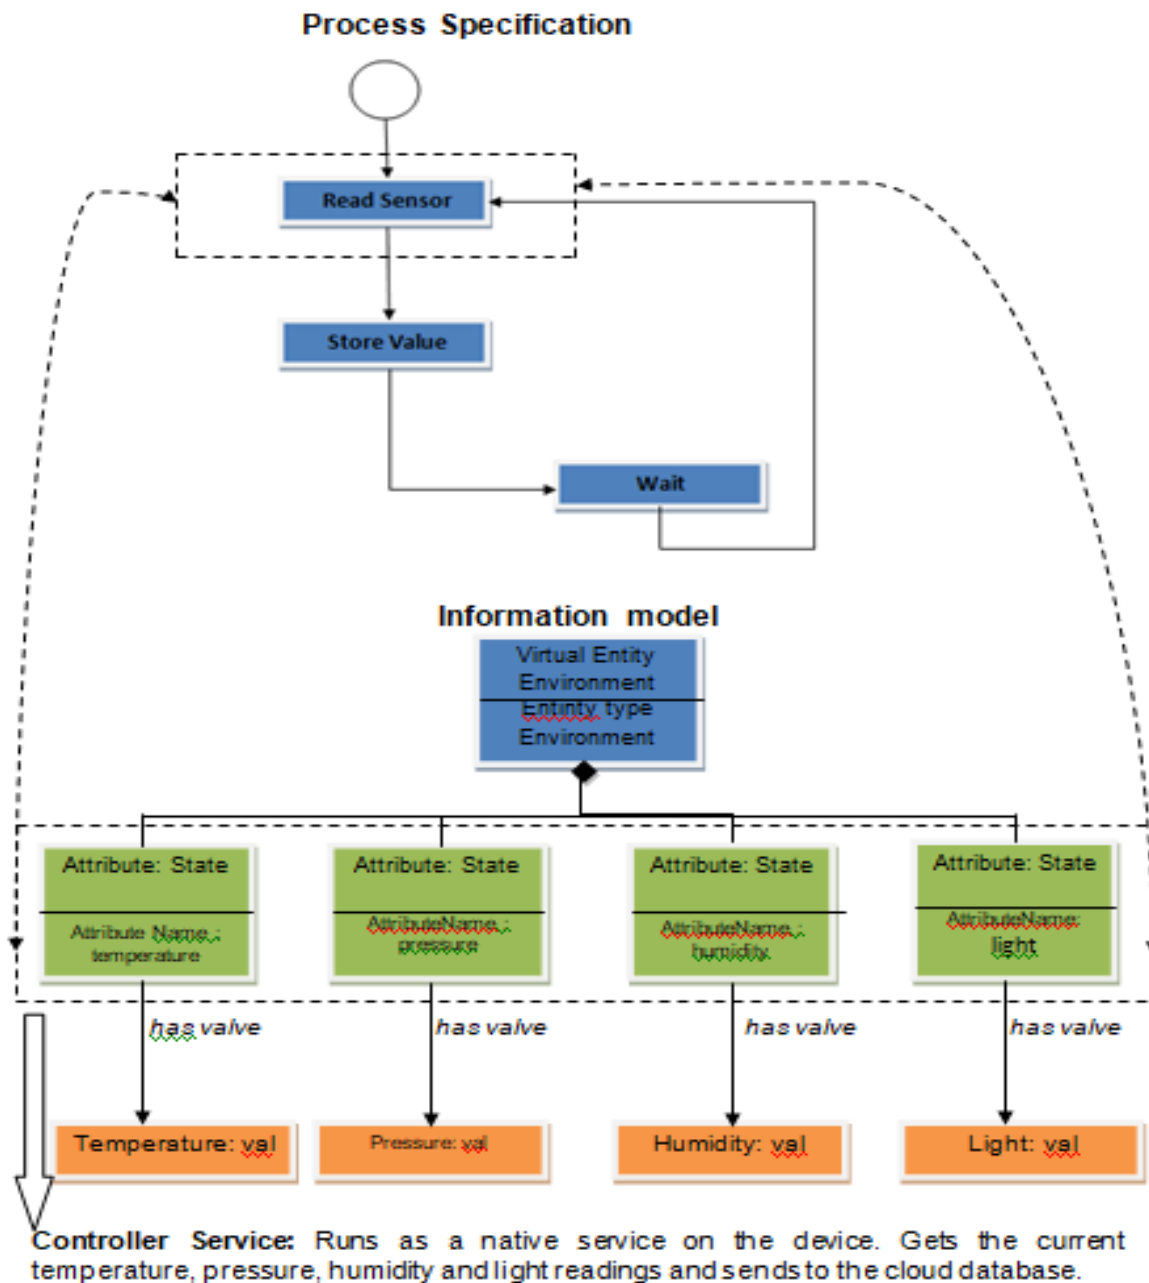 Process Specification
Read Sensor
Store Value
Wait
Information model
Virtual Entity
Environment
Entinty type
Environment
Attribute: State
Attribute Name :
temperature
Attribute: State
AttributeName :
pressure
Attribute: State
AttributeName :
humidity
Attribute: State
AttributeName:
light
has valve
has valve
has valve
has valve
Temperature: val
Pressure: val
Humidity: val
Light: val
Controller Service: Runs as a native service on the device. Gets the current
temperature, pressure, humidity and light readings and sends to the cloud database.